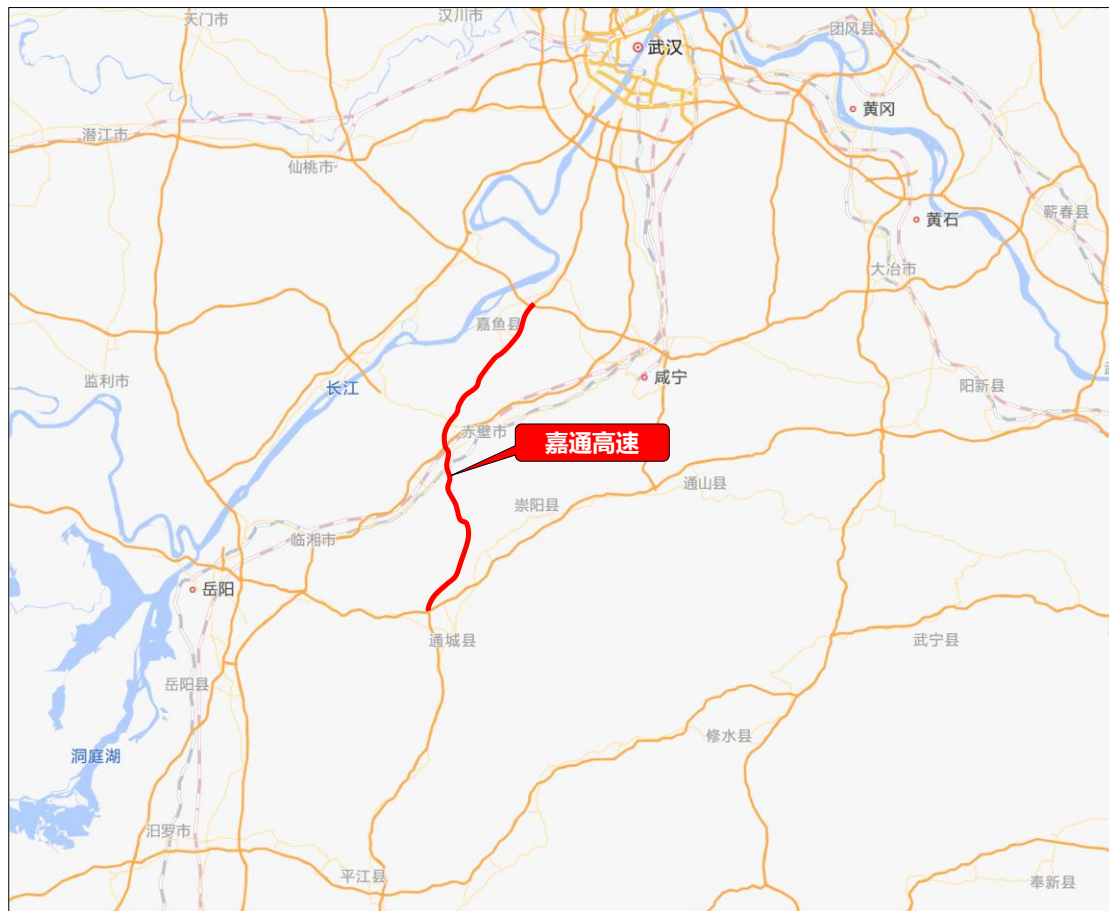 天门市
汉川市
团风县
武汉
黄冈
潜江市
仙桃市
黄石
蕲春县
大冶市
嘉鱼县
监利市
长江
咸宁
阳新县
赤壁市
嘉通高速
通山县
崇阳县
临湘市
岳阳
通城县
武宁县
岳阳县
修水县
洞庭湖
汨罗市
平江县
奉新县